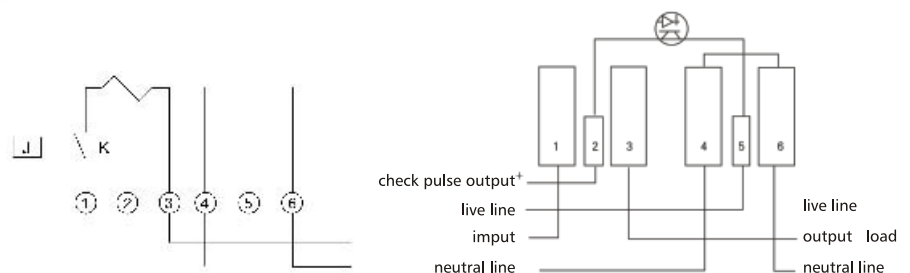 J
K
1 2 3 4 5 6
1 2 3 4 5 6
check pulse output+
live line
imput
neutral line
live line
output load
neutral line